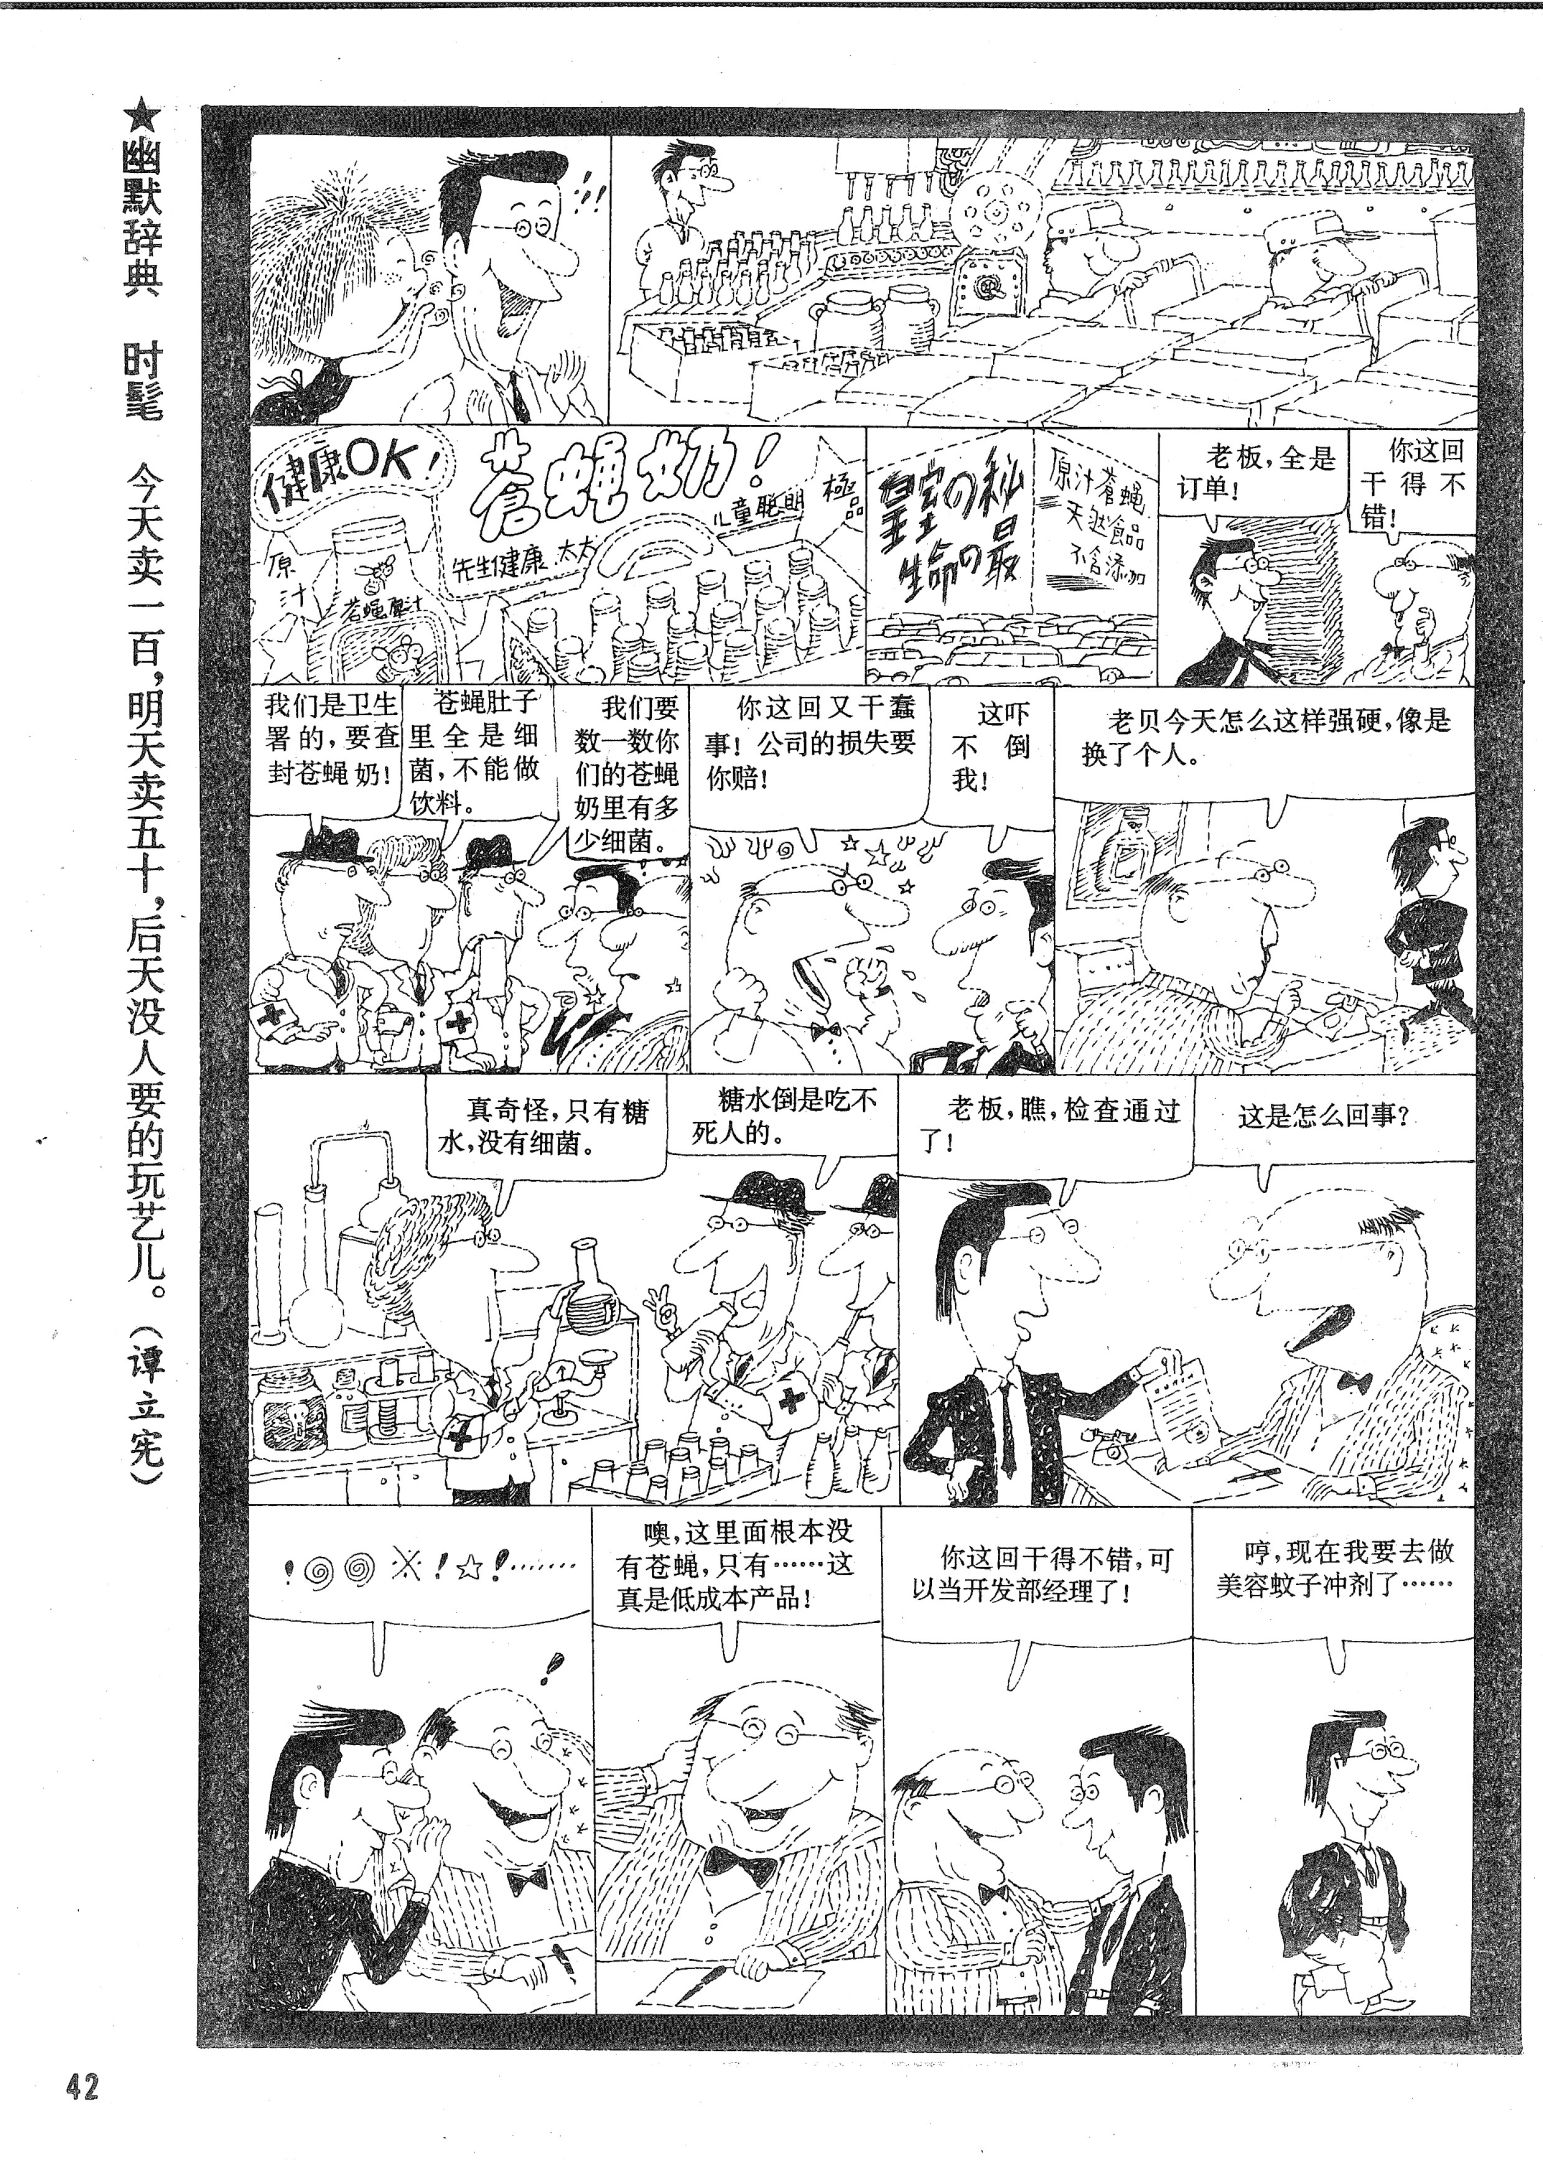 ★幽默辞典 时髦 今天卖一百，明天卖五十，后天没人要的玩艺儿。（谭立宪）
！！！
健康OK！
蒼蠅奶！
儿童聪明
極品
先生健康 太太
原汁
苍蝇原汁
皇室の秘
生命の最
原汁蒼蝇
天然食品
不含添加
老板，全是
订单！
你这回
干得不
错！
我们是卫生
署的，要查
封苍蝇奶！
苍蝇肚子
里全是细
菌，不能做
饮料。
我们要
数一数你
们的苍蝇
奶里有多
少细菌。
你这回又干蠢
事！公司的损失要
你赔！
这吓
不倒
我！
老贝今天怎么这样强硬，像是
换了个人。
真奇怪，只有糖
水，没有细菌。
糖水倒是吃不
死人的。
老板，瞧，检查通过
了！
这是怎么回事？
！◎◎※！☆！……
！
噢，这里面根本没
有苍蝇，只有……这
真是低成本产品！
你这回干得不错，可
以当开发部经理了！
哼，现在我要去做
美容蚊子冲剂了……
42